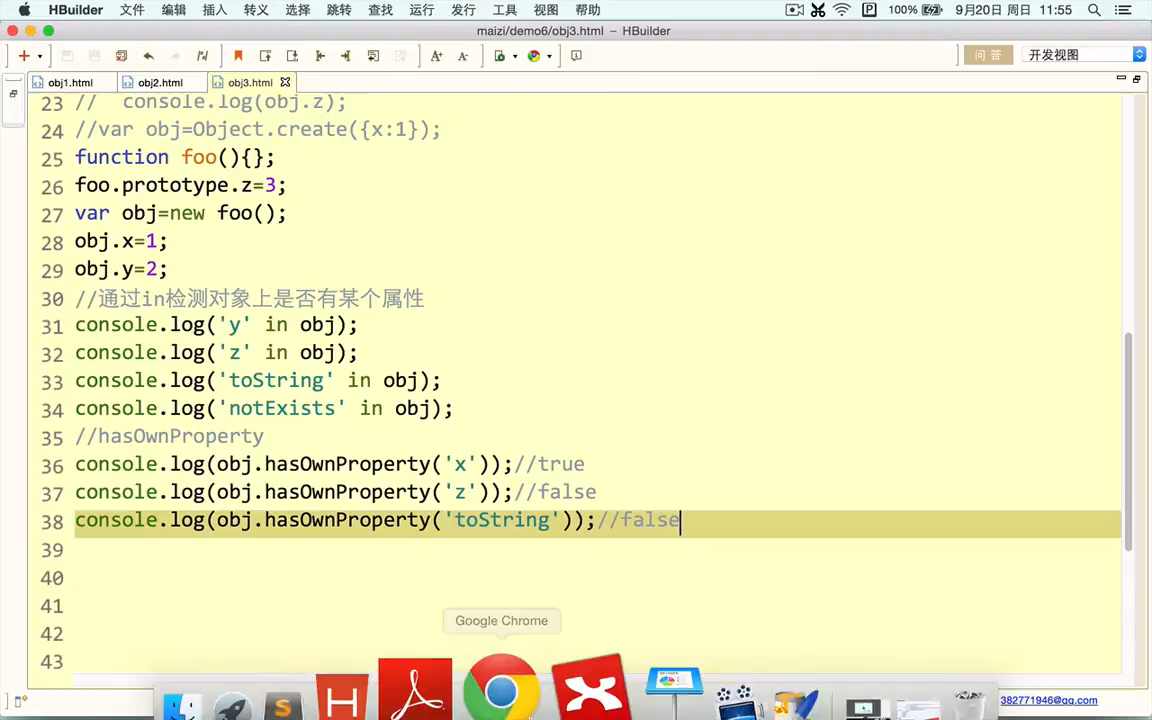 HBuilder 文件 编辑 插入 转义 选择 跳转 查找 运行 发行 工具 视图 帮助 100% 9月20日 周日 11:55
maizi/demo6/obj3.html – HBuilder
问 答 开发视图
obj1.html obj2.html obj3.html
23 // console.log(obj.z);
24 //var obj=Object.create({x:1});
25 function foo(){};
26 foo.prototype.z=3;
27 var obj=new foo();
28 obj.x=1;
29 obj.y=2;
30 //通过in检测对象上是否有某个属性
31 console.log('y' in obj);
32 console.log('z' in obj);
33 console.log('toString' in obj);
34 console.log('notExists' in obj);
35 //hasOwnProperty
36 console.log(obj.hasOwnProperty('x'));//true
37 console.log(obj.hasOwnProperty('z'));//false
38 console.log(obj.hasOwnProperty('toString'));//false
39
40
41
42
43
Google Chrome
382771946@qq.com